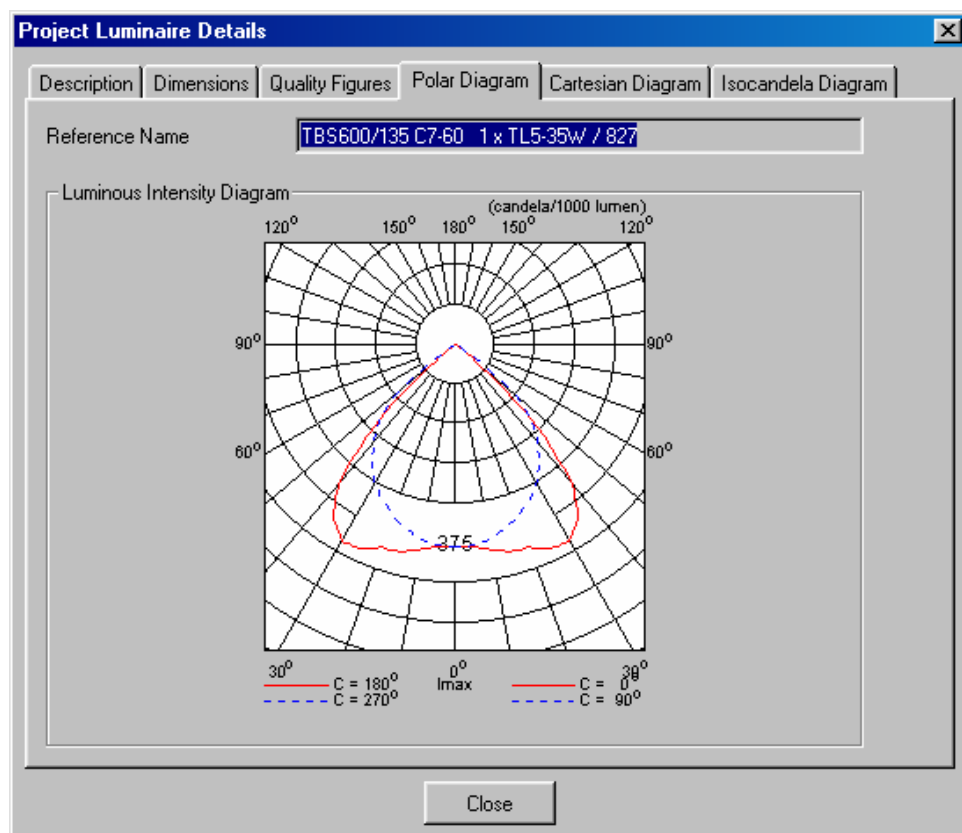 Project Luminaire Details
Description Dimensions Quality Figures Polar Diagram Cartesian Diagram Isocandela Diagram
Reference Name TBS600/135 C7-60 1 x TL5-35W / 827
Luminous Intensity Diagram
(candela/1000 lumen)
120° 150° 180° 150° 120°
90° 90°
60° 60°
375
30° 0° 30°
C = 180° Imax C = 0°
C = 270° C = 90°
Close